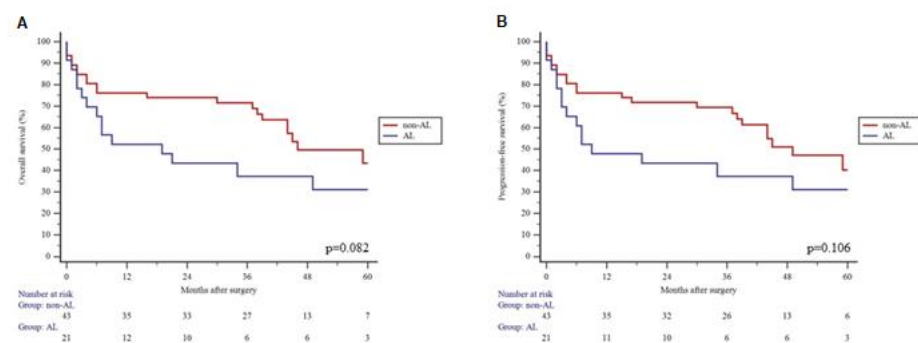 A
Overall survival (%)
100
90
80
70
60
50
40
30
20
10
0
non-AL
AL
p=0.082
0 12 24 36 48 60
Months after surgery
Number at risk
Group: non-AL
43 35 33 27 13 7
Group: AL
21 12 10 6 6 3
B
Progression-free survival (%)
100
90
80
70
60
50
40
30
20
10
0
non-AL
AL
p=0.106
0 12 24 36 48 60
Months after surgery
Number at risk
Group: non-AL
43 35 32 26 13 6
Group: AL
21 11 10 6 6 3